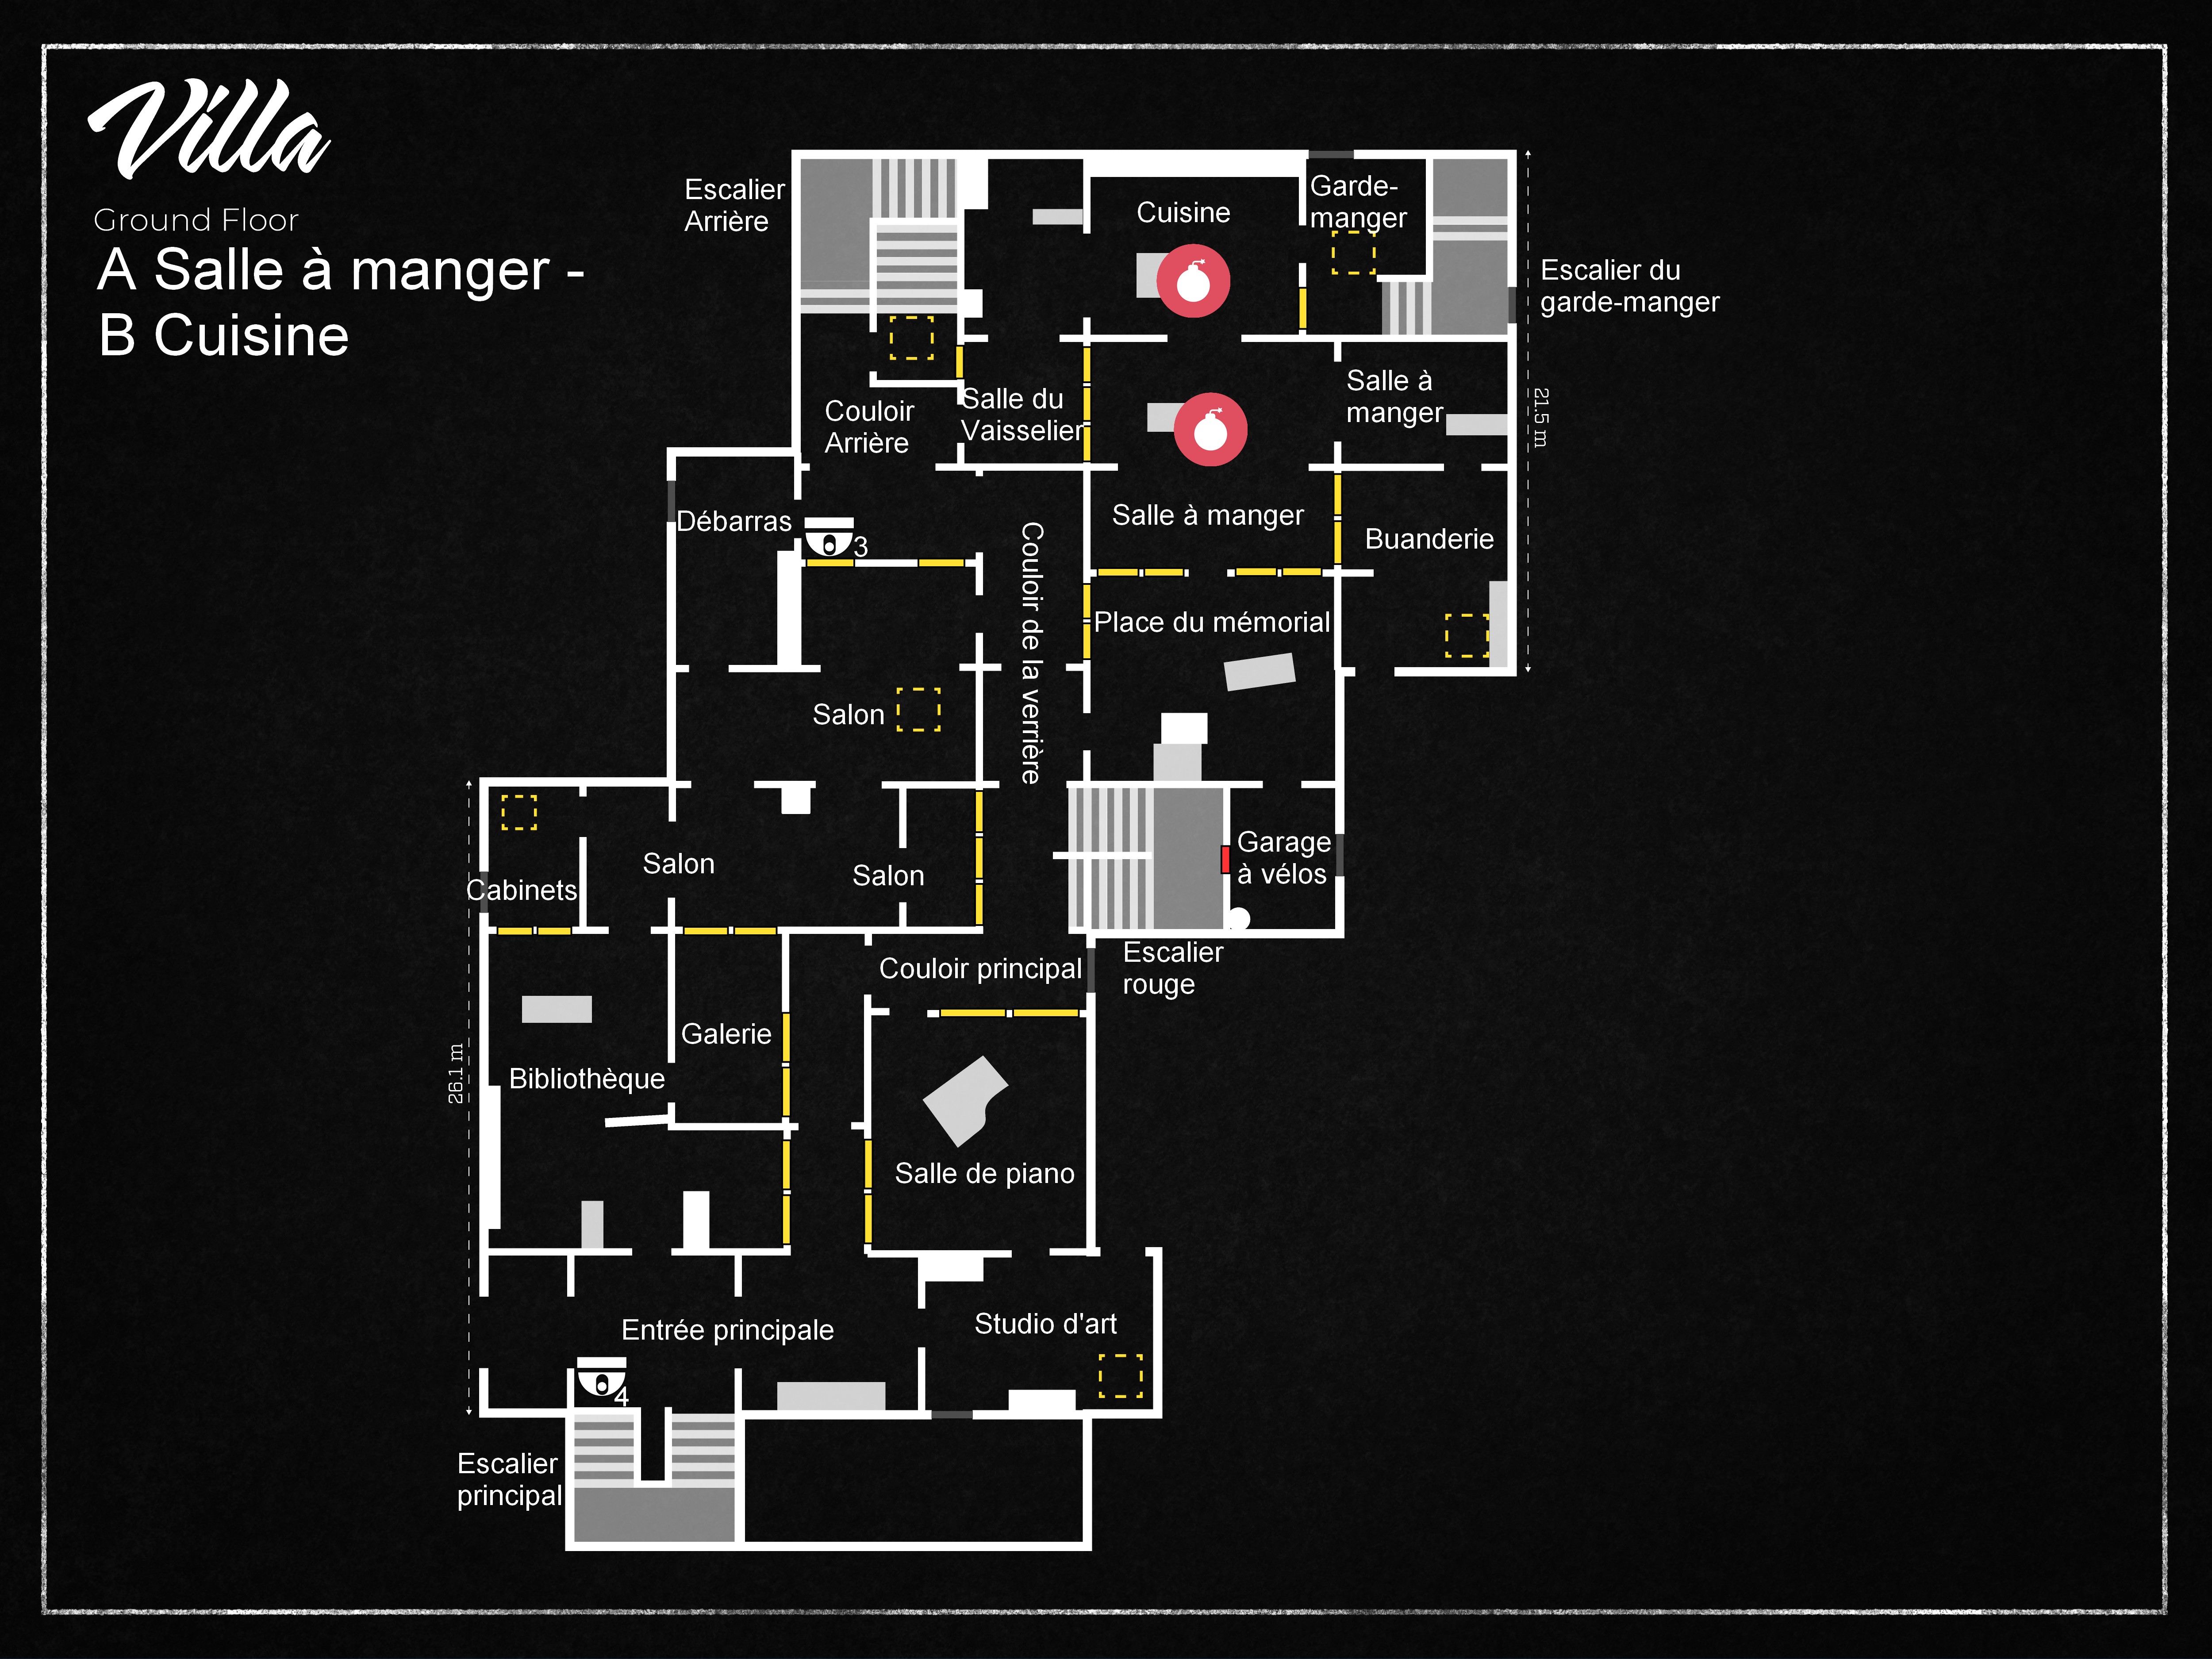 Villa
Ground Floor
A Salle à manger -
B Cuisine
Escalier
Arrière
Cuisine
Garde-
manger
Escalier du
garde-manger
21.5 m
Couloir
Arrière
Salle du
Vaisselier
Salle à
manger
Débarras
3
Salle à manger
Buanderie
Couloir de la verrière
Place du mémorial
Salon
Cabinets
Salon
Salon
Garage
à vélos
Couloir principal
Escalier
rouge
26.1 m
Galerie
Bibliothèque
Salle de piano
Entrée principale
Studio d'art
4
Escalier
principal